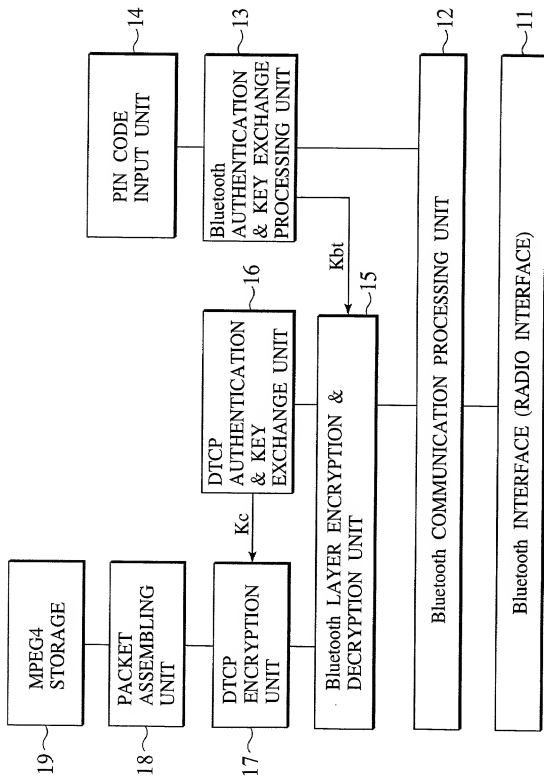 19
MPEG4
STORAGE
18
PACKET
ASSEMBLING
UNIT
17
DTCP
ENCRYPTION
UNIT
Kc
DTCP
AUTHENTICATION
& KEY
EXCHANGE UNIT
16
PIN CODE
INPUT UNIT
14
Bluetooth
AUTHENTICATION
& KEY EXCHANGE
PROCESSING UNIT
13
Kbt
Bluetooth LAYER ENCRYPTION &
DECRYPTION UNIT
15
Bluetooth COMMUNICATION PROCESSING UNIT
12
Bluetooth INTERFACE (RADIO INTERFACE)
11